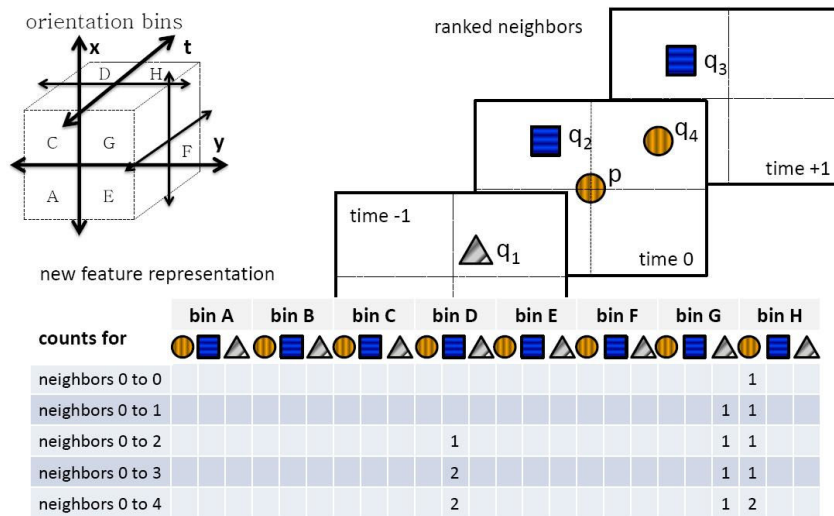 orientation bins
x
t
D
H
C
G
y
F
A
E
ranked neighbors
q3
time +1
q2
q4
p
time 0
time -1
q1
new feature representation
counts for
bin A bin B bin C bin D bin E bin F bin G bin H
neighbors 0 to 0 1
neighbors 0 to 1 1 1
neighbors 0 to 2 1 1 1
neighbors 0 to 3 2 1 1
neighbors 0 to 4 2 1 2